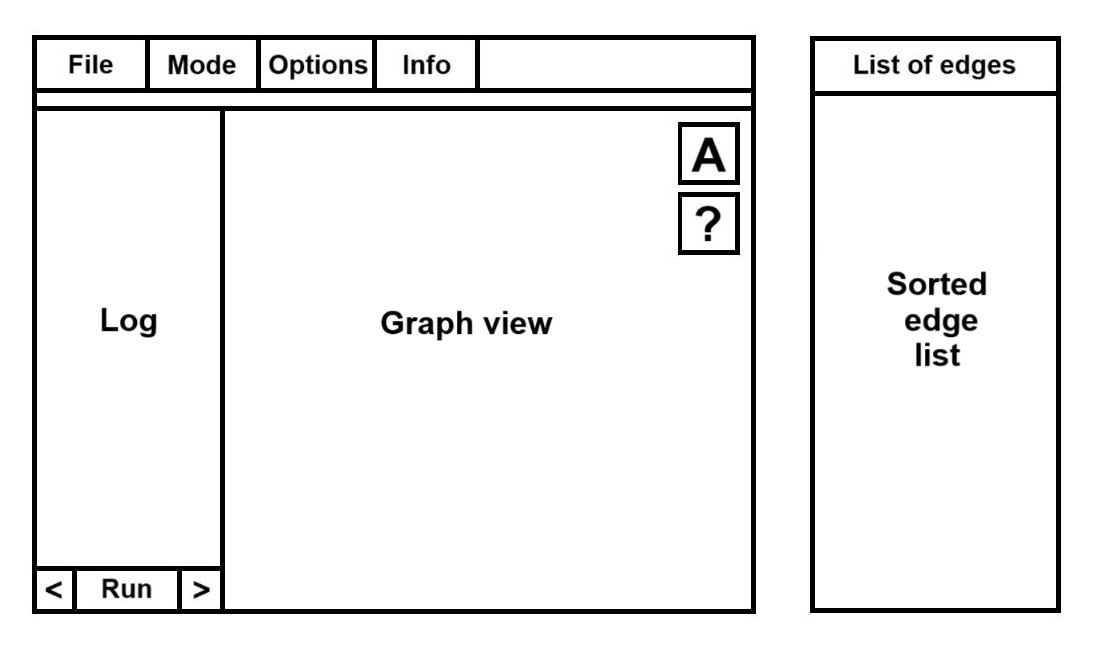 File
Mode
Options
Info
List of edges
A
?
Log
Graph view
Sorted
edge
list
<
Run
>